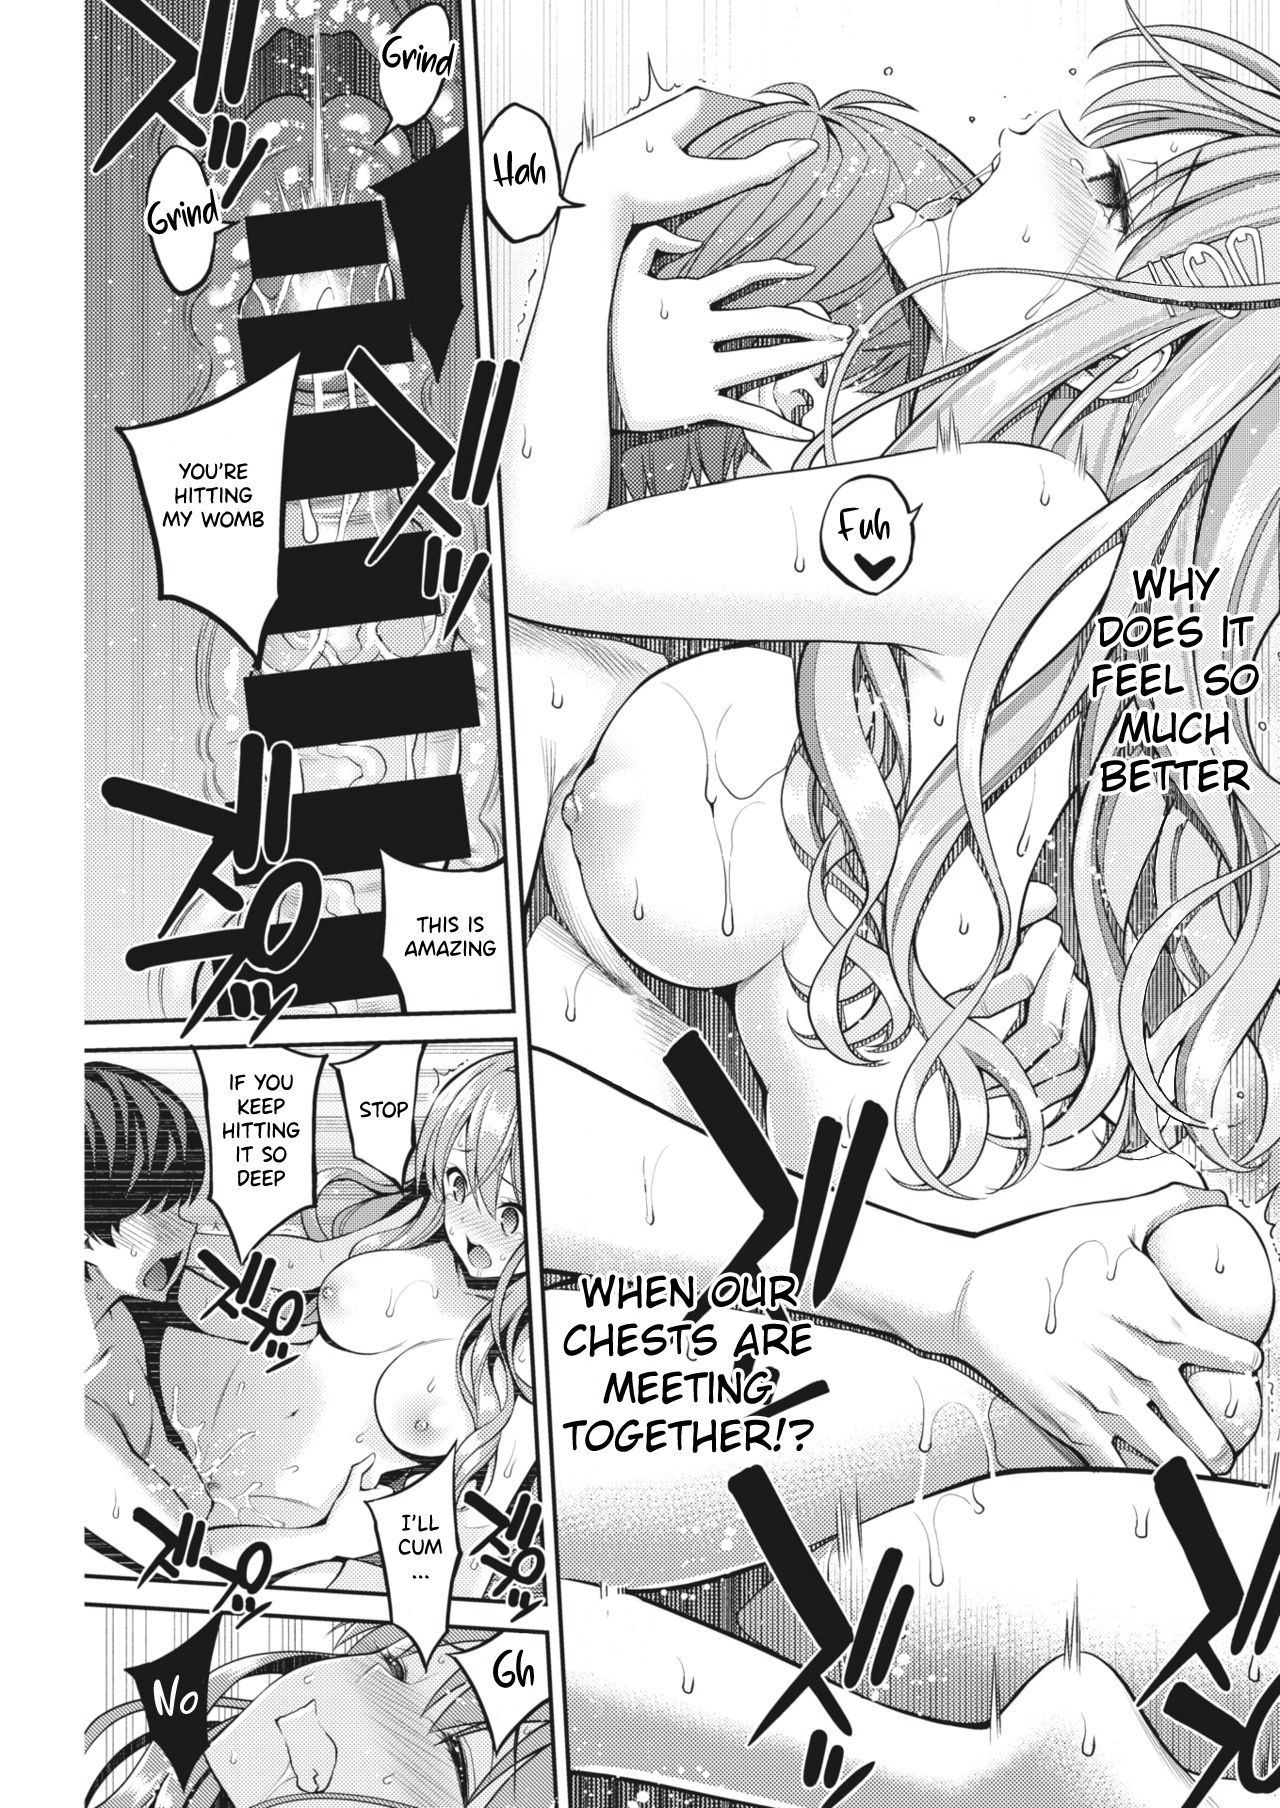 WHY
DOES IT
FEEL SO
MUCH
BETTER
Hah
Fuh
WHEN OUR
CHESTS ARE
MEETING
TOGETHER!?
Grind
Grind
YOU'RE
HITTING
MY WOMB
THIS IS
AMAZING
STOP
IF YOU
KEEP
HITTING
IT SO
DEEP
I'LL
CUM
...
Gh
No